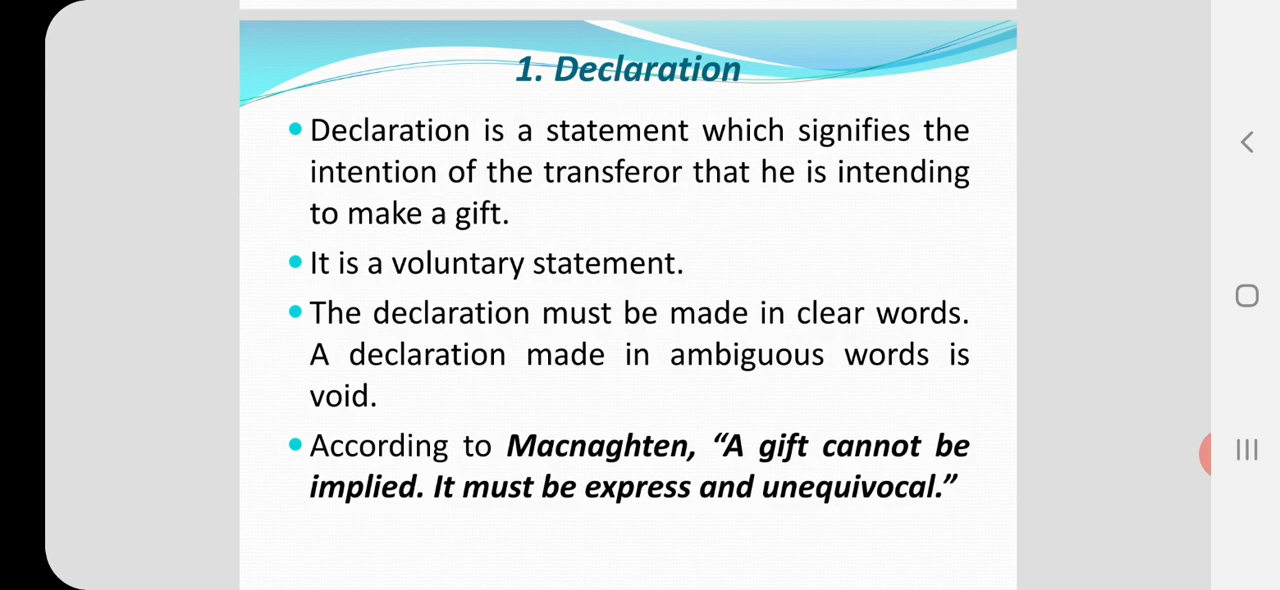 1. Declaration
Declaration is a statement which signifies the
intention of the transferor that he is intending
to make a gift.
It is a voluntary statement.
The declaration must be made in clear words.
A declaration made in ambiguous words is
void.
According to Macnaghten, “A gift cannot be
implied. It must be express and unequivocal.”